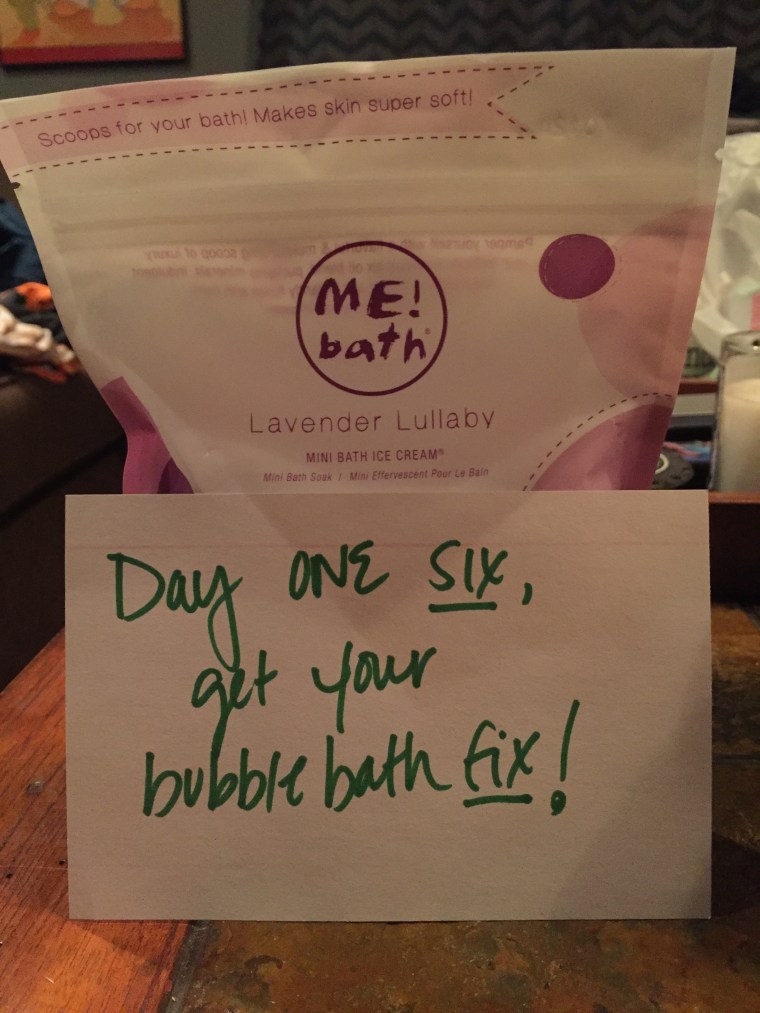 Scoops for your bath! Makes skin super soft!
ME!
bath®
Lavender Lullaby
MINI BATH ICE CREAM®
Mini Bath Soak / Mini Effervescent Pour Le Bain
Day ONE SIX,
get your
bubble bath fix!